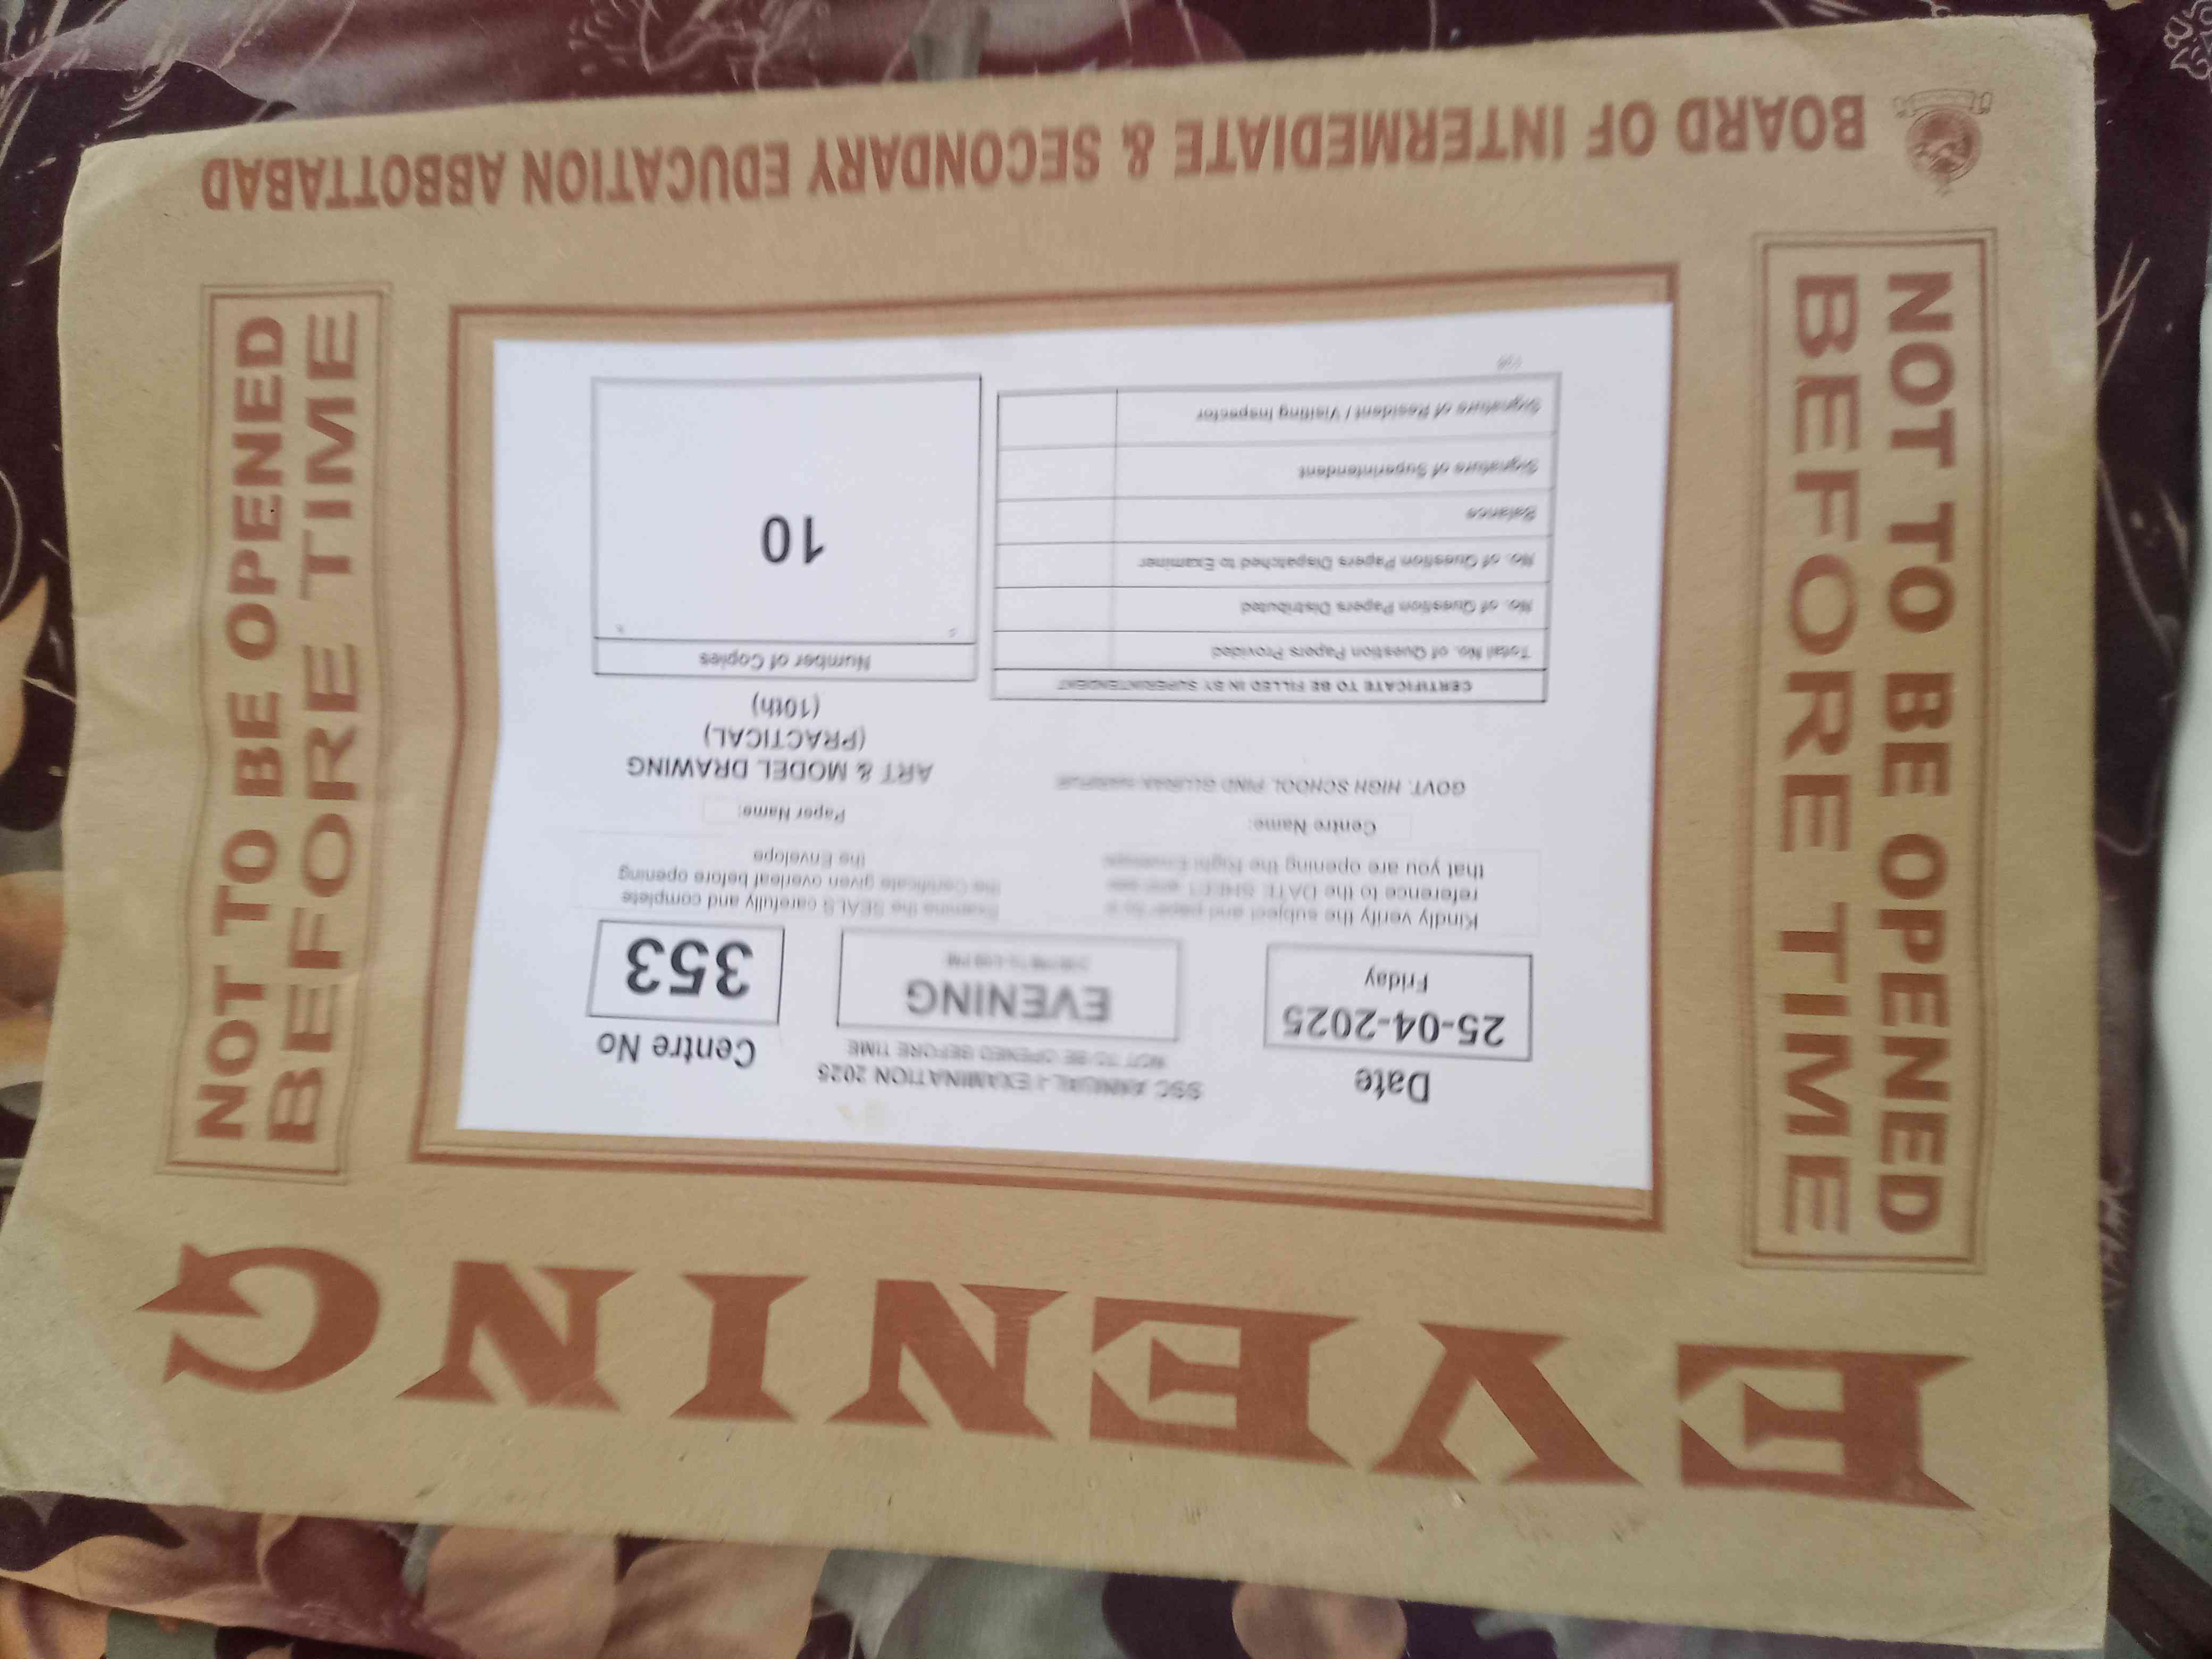 BOARD OF INTERMEDIATE & SECONDARY EDUCATION ABBOTTABAD
EVENING
NOT TO BE OPENED
BEFORE TIME
NOT TO BE OPENED
BEFORE TIME
SSC ANNUAL-I EXAMINATION 2025
NOT TO BE OPENED BEFORE TIME
Date
25-04-2025
Friday
EVENING
Centre No
353
Kindly verify the subject and paper to a
reference to the DATE SHEET and see
that you are opening the Right Envelope
Examine the SEALS carefully and complete
the Certificate given overleaf before opening
the Envelope
Centre Name:
GOVT. HIGH SCHOOL PIND
Paper Name:
ART & MODEL DRAWING
(PRACTICAL)
(10th)
CERTIFICATE TO BE FILLED IN BY SUPERINTENDENT
Total No. of Question Papers Provided
No. of Question Papers Distributed
No. of Question Papers Dispatched to Examiner
Balance
Signature of Superintendent
Signature of Resident / Visiting Inspector
Number of Copies
10